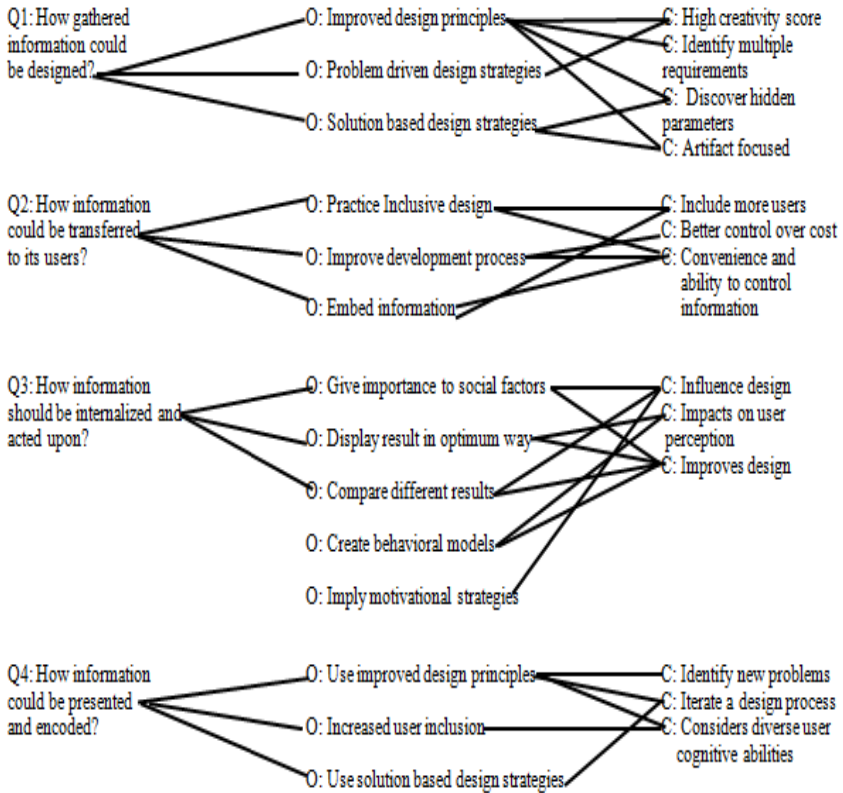 Q1: How gathered
information could
be designed?
O: Improved design principles
O: Problem driven design strategies
O: Solution based design strategies
C: High creativity score
C: Identify multiple
requirements
C: Discover hidden
parameters
C: Artifact focused
Q2: How information
could be transferred
to its users?
O: Practice Inclusive design
O: Improve development process
O: Embed information
C: Include more users
C: Better control over cost
C: Convenience and
ability to control
information
Q3: How information
should be internalized and
acted upon?
O: Give importance to social factors
O: Display result in optimum way
O: Compare different results
O: Create behavioral models
O: Imply motivational strategies
C: Influence design
C: Impacts on user
perception
C: Improves design
Q4: How information
could be presented
and encoded?
O: Use improved design principles
O: Increased user inclusion
O: Use solution based design strategies
C: Identify new problems
C: Iterate a design process
C: Considers diverse user
cognitive abilities